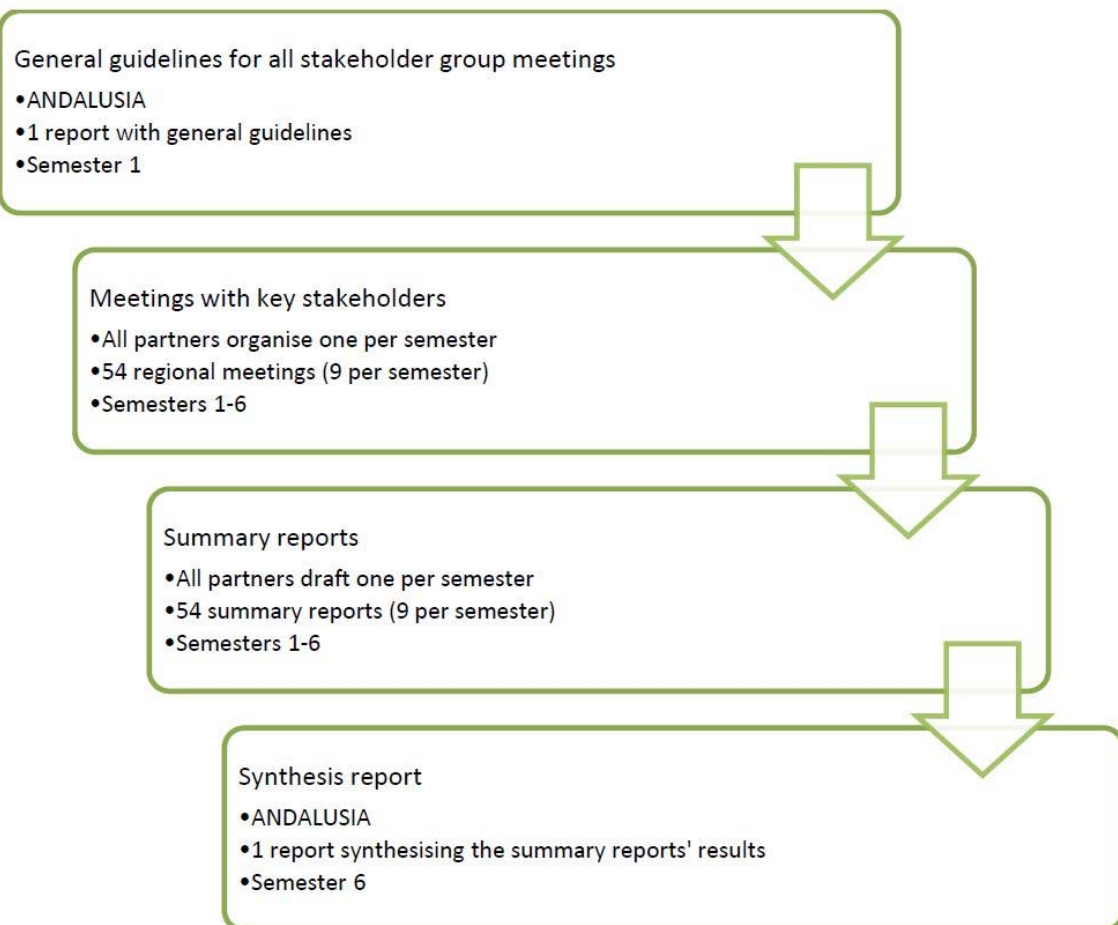 General guidelines for all stakeholder group meetings
•ANDALUSIA
•1 report with general guidelines
•Semester 1
Meetings with key stakeholders
•All partners organise one per semester
•54 regional meetings (9 per semester)
•Semesters 1-6
Summary reports
•All partners draft one per semester
•54 summary reports (9 per semester)
•Semesters 1-6
Synthesis report
•ANDALUSIA
•1 report synthesising the summary reports' results
•Semester 6